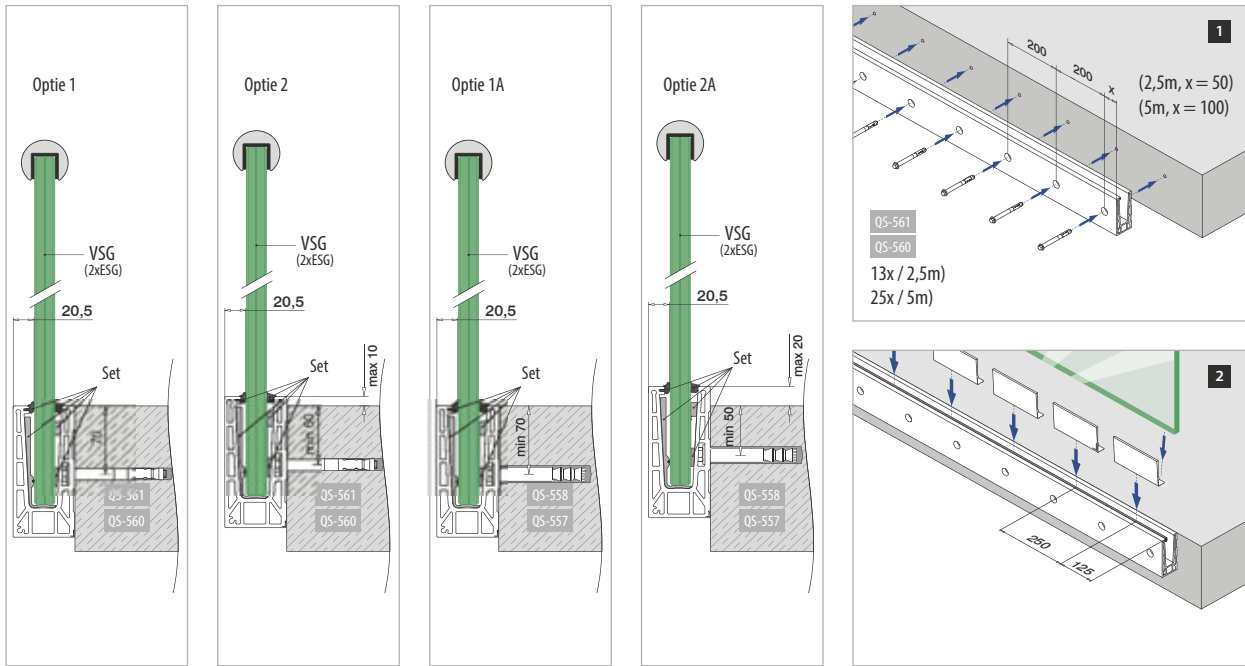 Optie 1
VSG
(2xESG)
20,5
Set
70
QS-561
QS-560
Optie 2
VSG
(2xESG)
20,5
max 10
Set
min 60
QS-561
QS-560
Optie 1A
VSG
(2xESG)
20,5
Set
min 70
QS-558
QS-557
Optie 2A
VSG
(2xESG)
20,5
max 20
Set
min 50
QS-558
QS-557
1
200
200
x
(2,5m, x = 50)
(5m, x = 100)
QS-561
QS-560
13x / 2,5m)
25x / 5m)
2
250
125